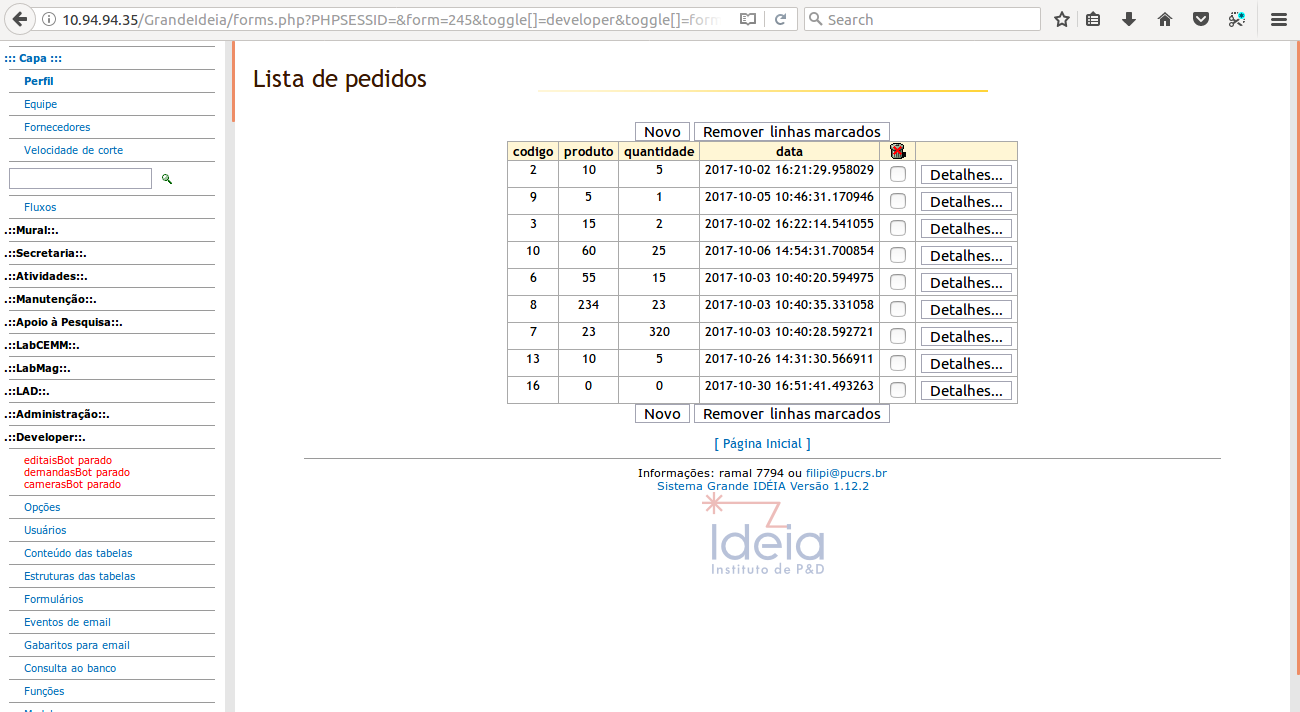 10.94.94.35/GrandeIdeia/forms.php?PHPSESSID=&form=245&toggle[]=developer&toggle[]=form
Search
::: Capa :::
Perfil
Equipe
Fornecedores
Velocidade de corte
Fluxos
.::Mural::.
.::Secretaria::.
.::Atividades::.
.::Manutenção::.
.::Apoio à Pesquisa::.
.::LabCEMM::.
.::LabMag::.
.::LAD::.
.::Administração::.
.::Developer::.
editaisBot parado
demandasBot parado
camerasBot parado
Opções
Usuários
Conteúdo das tabelas
Estruturas das tabelas
Formulários
Eventos de email
Gabaritos para email
Consulta ao banco
Funções
Lista de pedidos
Novo Remover linhas marcados
codigo produto quantidade data
2 10 5 2017-10-02 16:21:29.958029 Detalhes...
9 5 1 2017-10-05 10:46:31.170946 Detalhes...
3 15 2 2017-10-02 16:22:14.541055 Detalhes...
10 60 25 2017-10-06 14:54:31.700854 Detalhes...
6 55 15 2017-10-03 10:40:20.594975 Detalhes...
8 234 23 2017-10-03 10:40:35.331058 Detalhes...
7 23 320 2017-10-03 10:40:28.592721 Detalhes...
13 10 5 2017-10-26 14:31:30.566911 Detalhes...
16 0 0 2017-10-30 16:51:41.493263 Detalhes...
Novo Remover linhas marcados
[ Página Inicial ]
Informações: ramal 7794 ou filipi@pucrs.br
Sistema Grande IDÉIA Versão 1.12.2
Ideia
Instituto de P&D